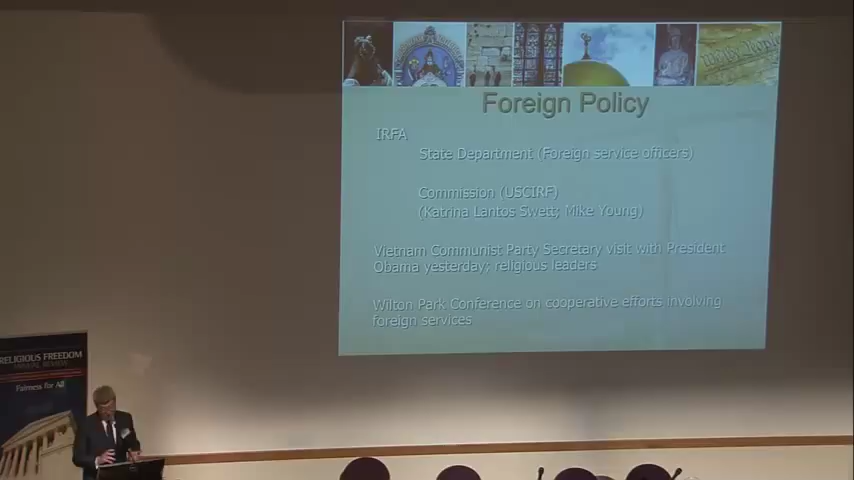 Foreign Policy
IRFA
State Department (Foreign service officers)
Commission (USCIRF)
(Katrina Lantos Swett; Mike Young)
Vietnam Communist Party Secretary visit with President
Obama yesterday; religious leaders
Wilton Park Conference on cooperative efforts involving
foreign services
RELIGIOUS FREEDOM
ANNUAL REVIEW
Fairness for All